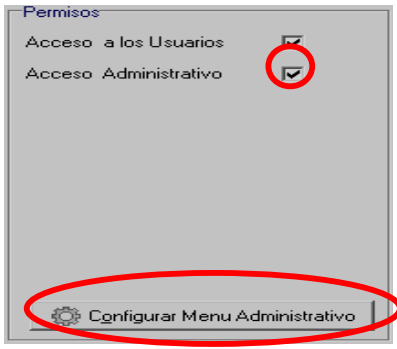 Permisos
Acceso a los Usuarios
Acceso Administrativo
Configurar Menu Administrativo